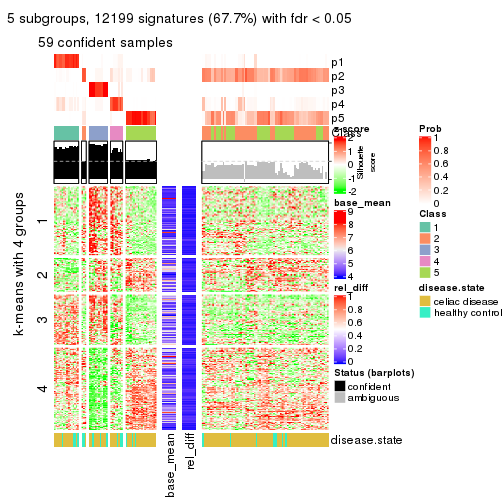 5 subgroups, 12199 signatures (67.7%) with fdr < 0.05
59 confident samples
p1
p2
p3
p4
p5
Class
z-score
2
1
0
-1
-2
Silhouette
score
base_mean
9
8
7
6
5
4
rel_diff
1
0.8
0.6
0.4
0.2
0
Status (barplots)
confident
ambiguous
Prob
1
0.8
0.6
0.4
0.2
0
Class
1
2
3
4
5
disease.state
celiac disease
healthy control
k-means with 4 groups
1
2
3
4
disease.state
base_mean
rel_diff